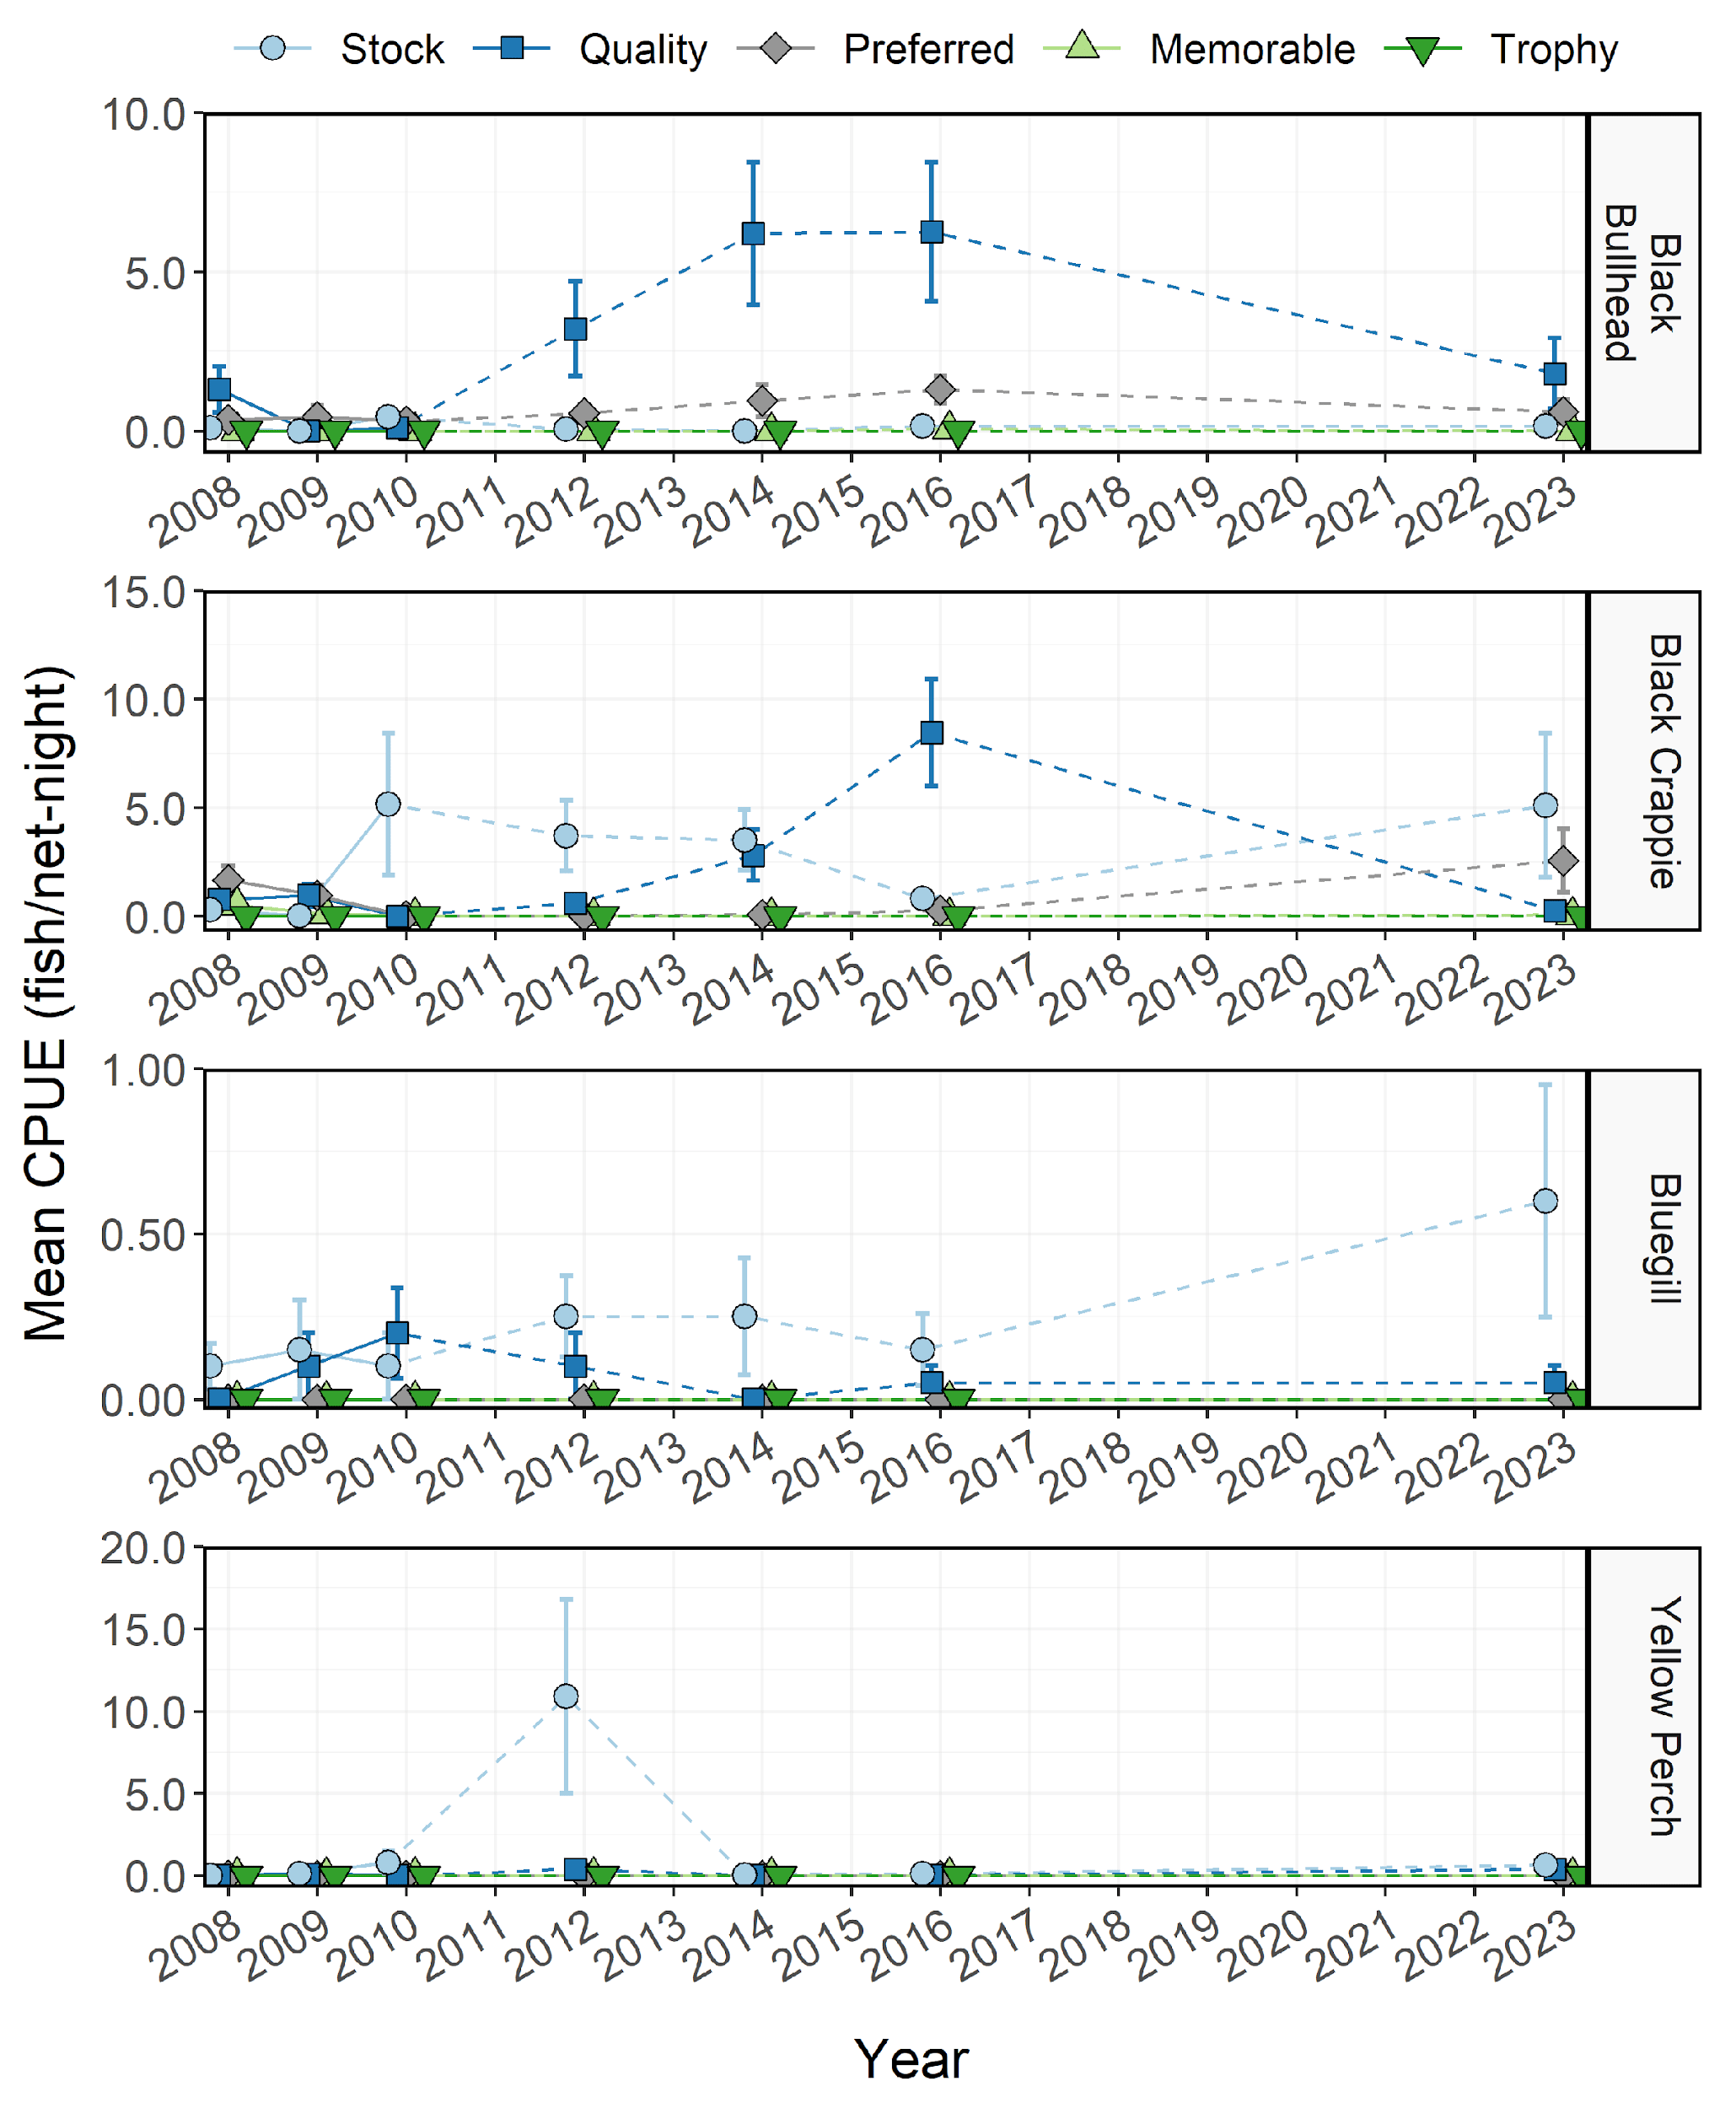 Stock Quality Preferred Memorable Trophy
Mean CPUE (fish/net-night)
10.0
5.0
0.0
Black
Bullhead
2008 2009 2010 2011 2012 2013 2014 2015 2016 2017 2018 2019 2020 2021 2022 2023
15.0
10.0
5.0
0.0
Black Crappie
2008 2009 2010 2011 2012 2013 2014 2015 2016 2017 2018 2019 2020 2021 2022 2023
1.00
0.50
0.00
Bluegill
2008 2009 2010 2011 2012 2013 2014 2015 2016 2017 2018 2019 2020 2021 2022 2023
20.0
15.0
10.0
5.0
0.0
Yellow Perch
2008 2009 2010 2011 2012 2013 2014 2015 2016 2017 2018 2019 2020 2021 2022 2023
Year